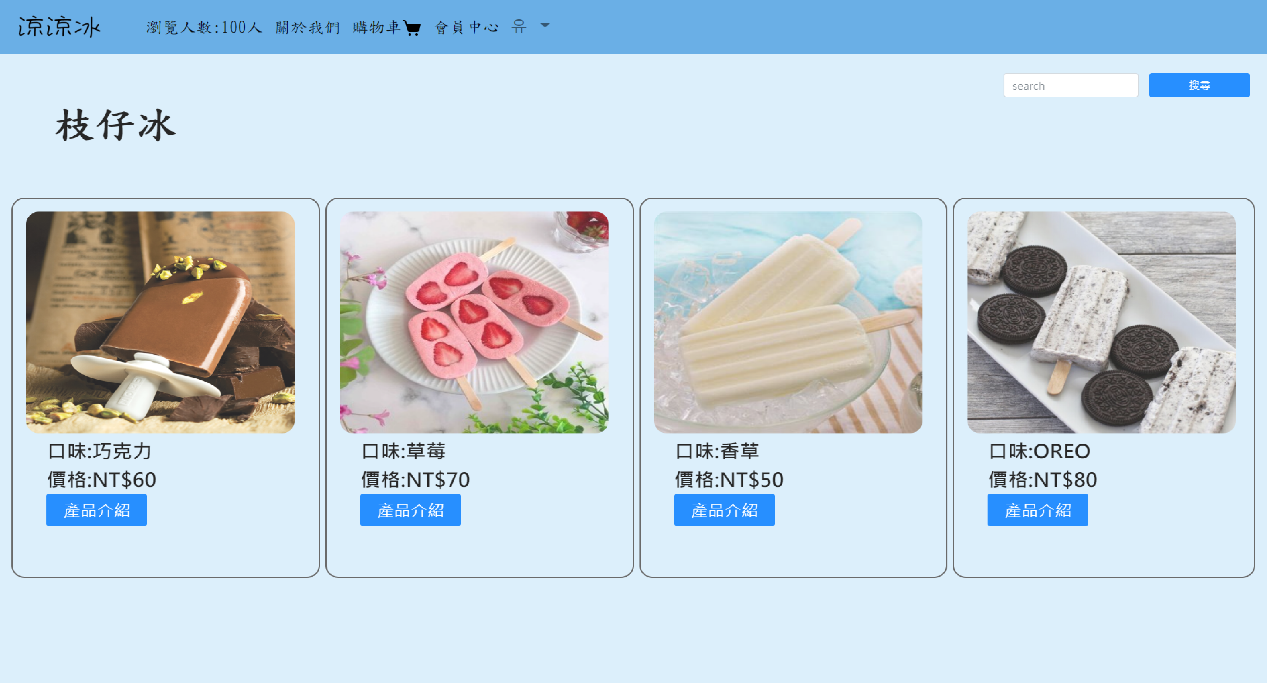 涼涼冰 瀏覽人數:100人 關於我們 購物車 會員中心 유
search 搜尋
枝仔冰
口味:巧克力
價格:NT$60
產品介紹
口味:草莓
價格:NT$70
產品介紹
口味:香草
價格:NT$50
產品介紹
口味:OREO
價格:NT$80
產品介紹